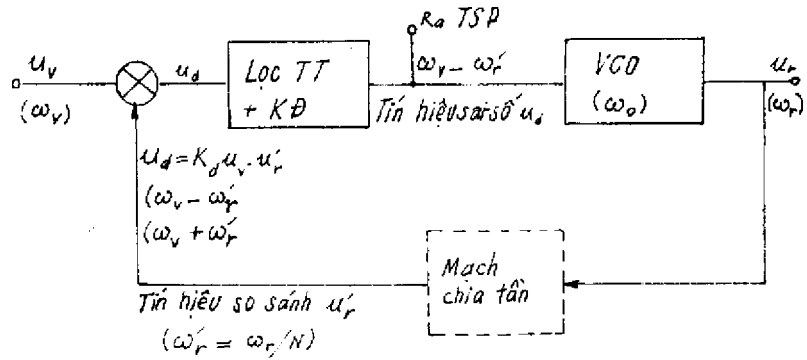 Ra TSP
u_v
(ω_v)
u_d
Lọc TT
+ KĐ
ω_v - ω'_r
Tín hiệu sai số u_d
VCO
(ω_o)
u_r
(ω_r)
u_d = K_d u_v . u'_r
(ω_v - ω'_r
(ω_v + ω'_r
Mạch
chia tần
Tín hiệu so sánh u'_r
(ω'_r = ω_r/N)